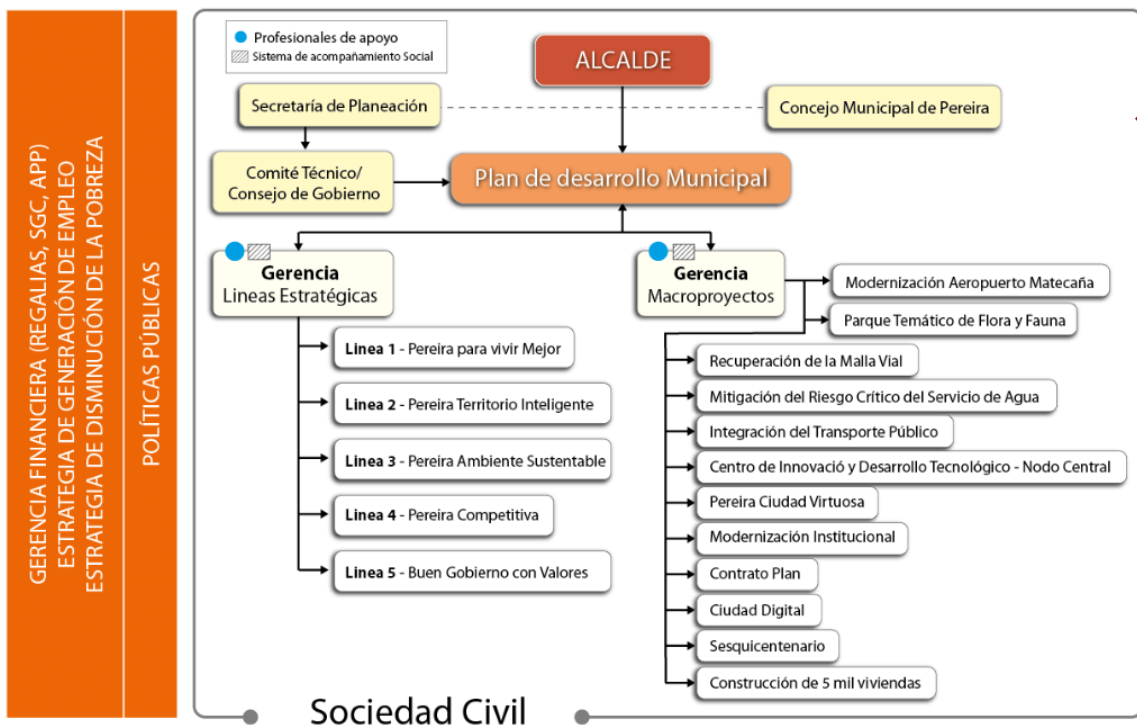 GERENCIA FINANCIERA (REGALIAS, SGC, APP)
ESTRATEGIA DE GENERACIÓN DE EMPLEO
ESTRATEGIA DE DISMINUCIÓN DE LA POBREZA
POLÍTICAS PÚBLICAS
Profesionales de apoyo
Sistema de acompañamiento Social
ALCALDE
Secretaría de Planeación
Concejo Municipal de Pereira
Comité Técnico/
Consejo de Gobierno
Plan de desarrollo Municipal
Gerencia
Lineas Estratégicas
Linea 1 - Pereira para vivir Mejor
Linea 2 - Pereira Territorio Inteligente
Linea 3 - Pereira Ambiente Sustentable
Linea 4 - Pereira Competitiva
Linea 5 - Buen Gobierno con Valores
Gerencia
Macroproyectos
Modernización Aeropuerto Matecaña
Parque Temático de Flora y Fauna
Recuperación de la Malla Vial
Mitigación del Riesgo Crítico del Servicio de Agua
Integración del Transporte Público
Centro de Innovació y Desarrollo Tecnológico - Nodo Central
Pereira Ciudad Virtuosa
Modernización Institucional
Contrato Plan
Ciudad Digital
Sesquicentenario
Construcción de 5 mil viviendas
Sociedad Civil